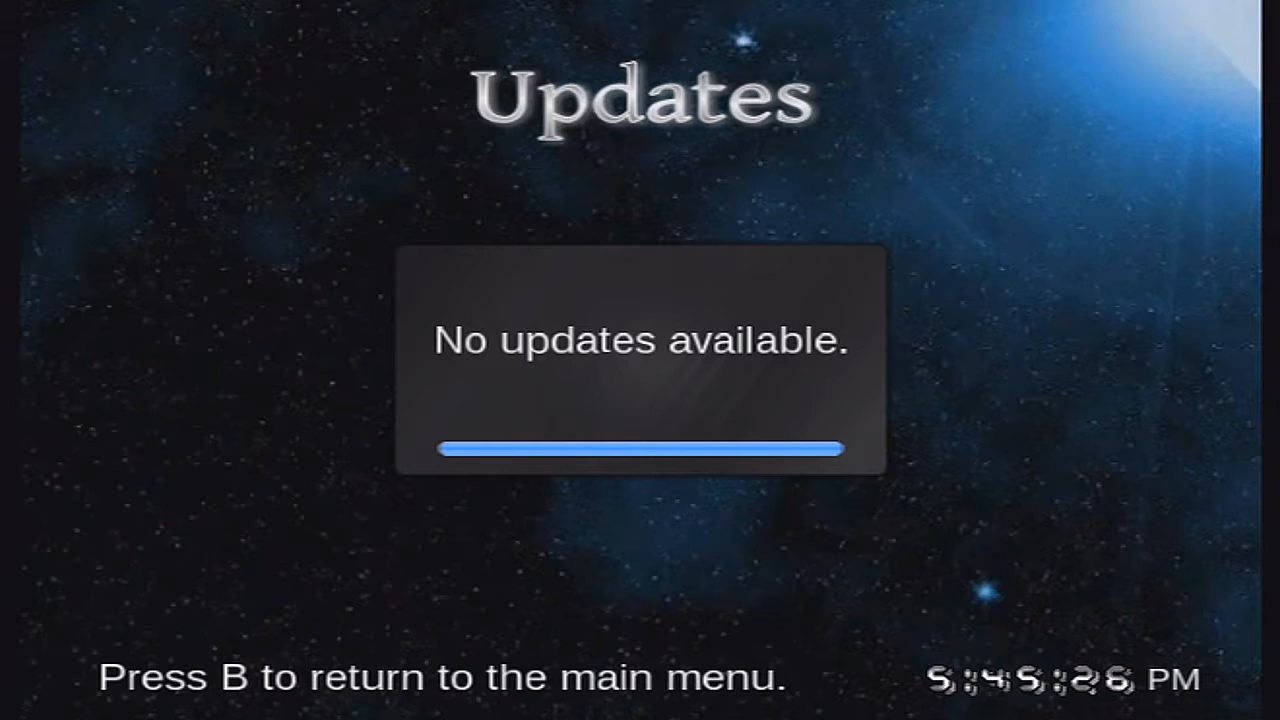 Updates
No updates available.
Press B to return to the main menu.
5:45:26 PM